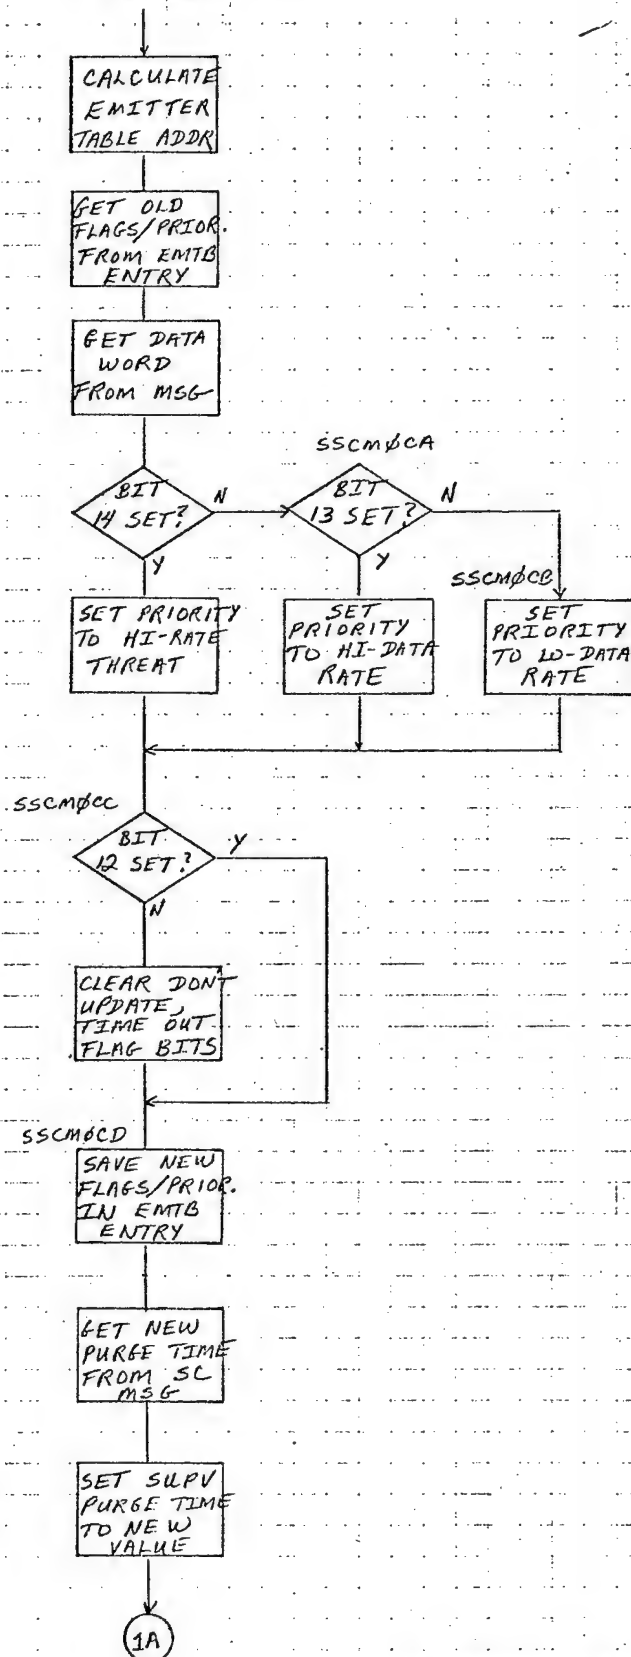 CALCULATE
EMITTER
TABLE ADDR
GET OLD
FLAGS/PRIOR.
FROM EMTB
ENTRY
GET DATA
WORD
FROM MSG
SSCMØCA
BIT
14 SET?
N
Y
BIT
13 SET?
N
Y
SSCMØCB
SET PRIORITY
TO HI-RATE
THREAT
SET
PRIORITY
TO HI-DATA
RATE
SET
PRIORITY
TO LO-DATA
RATE
SSCMØCC
BIT
12 SET?
Y
N
CLEAR DON'T
UPDATE,
TIME OUT
FLAG BITS
SSCMØCD
SAVE NEW
FLAGS/PRIOR.
IN EMTB
ENTRY
GET NEW
PURGE TIME
FROM SC
MSG
SET SUPV
PURGE TIME
TO NEW
VALUE
1A